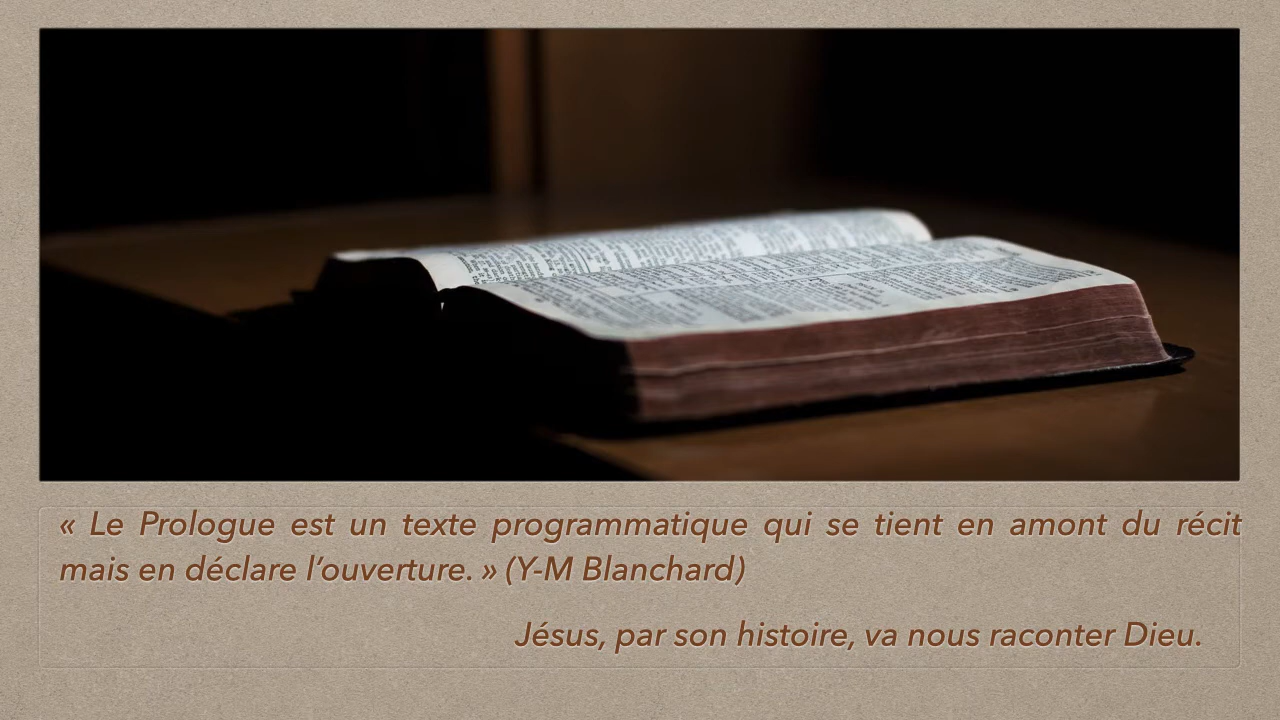 « Le Prologue est un texte programmatique qui se tient en amont du récit
mais en déclare l’ouverture. » (Y-M Blanchard)
Jésus, par son histoire, va nous raconter Dieu.